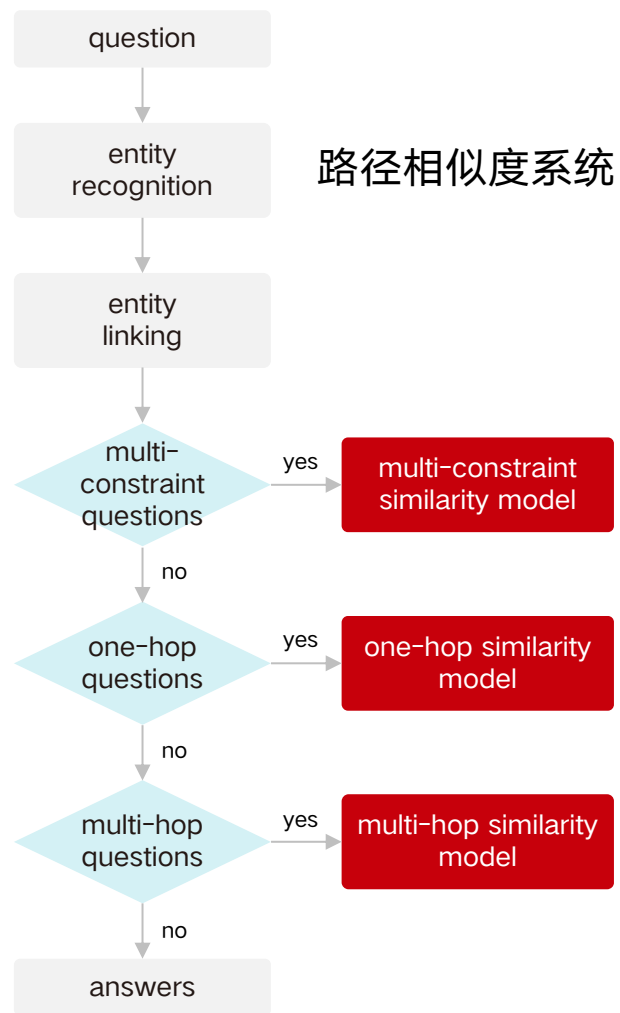 question
entity
recognition
路径相似度系统
entity
linking
multi-
constraint
questions
yes
multi-constraint
similarity model
no
one-hop
questions
yes
one-hop similarity
model
no
multi-hop
questions
yes
multi-hop similarity
model
no
answers